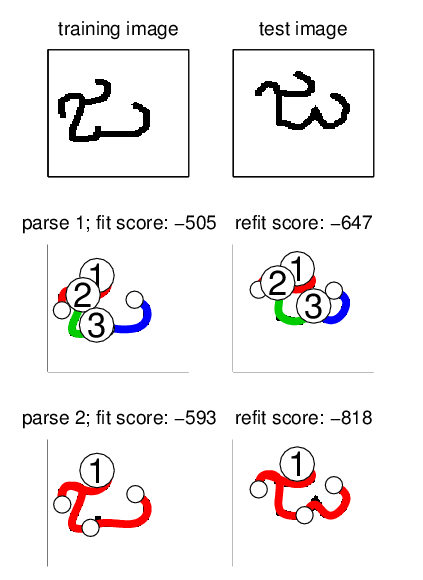 training image test image
parse 1; fit score: −505 refit score: −647
1 1
2 2
3 3
parse 2; fit score: −593 refit score: −818
1 1